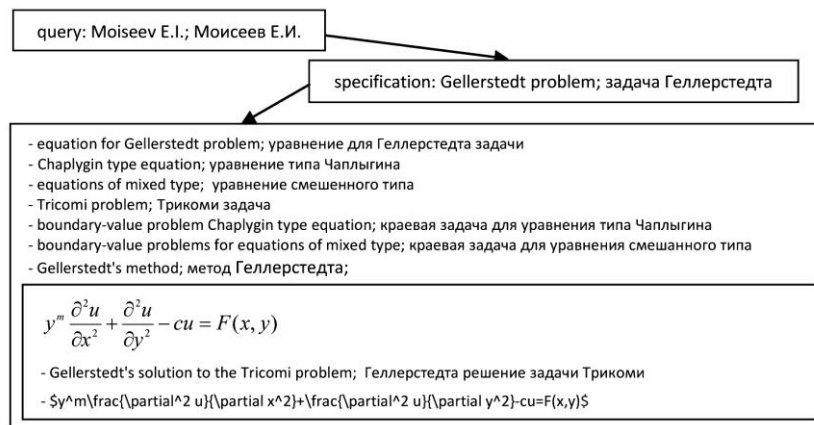 query: Moiseev E.I.; Моисеев Е.И.
specification: Gellerstedt problem; задача Геллерстедта
- equation for Gellerstedt problem; уравнение для Геллерстедта задачи
- Chaplygin type equation; уравнение типа Чаплыгина
- equations of mixed type;  уравнение смешенного типа
- Tricomi problem; Трикоми задача
- boundary-value problem Chaplygin type equation; краевая задача для уравнения типа Чаплыгина
- boundary-value problems for equations of mixed type; краевая задача для уравнения смешанного типа
- Gellerstedt's method; метод Геллерстедта;
y^m ∂²u/∂x² + ∂²u/∂y² − cu = F(x, y)
- Gellerstedt's solution to the Tricomi problem;  Геллерстедта решение задачи Трикоми
- $y^m\frac{\partial^2 u}{\partial x^2}+\frac{\partial^2 u}{\partial y^2}-cu=F(x,y)$